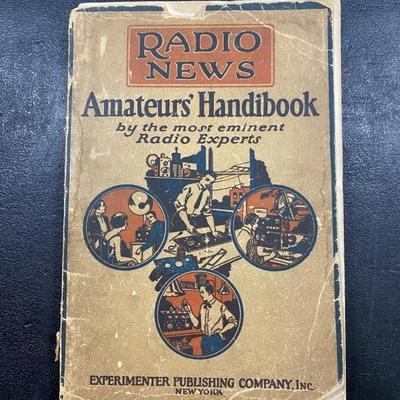 RADIO
NEWS
Amateurs' Handibook
by the most eminent
Radio Experts
EXPERIMENTER PUBLISHING COMPANY, INC.
NEW YORK